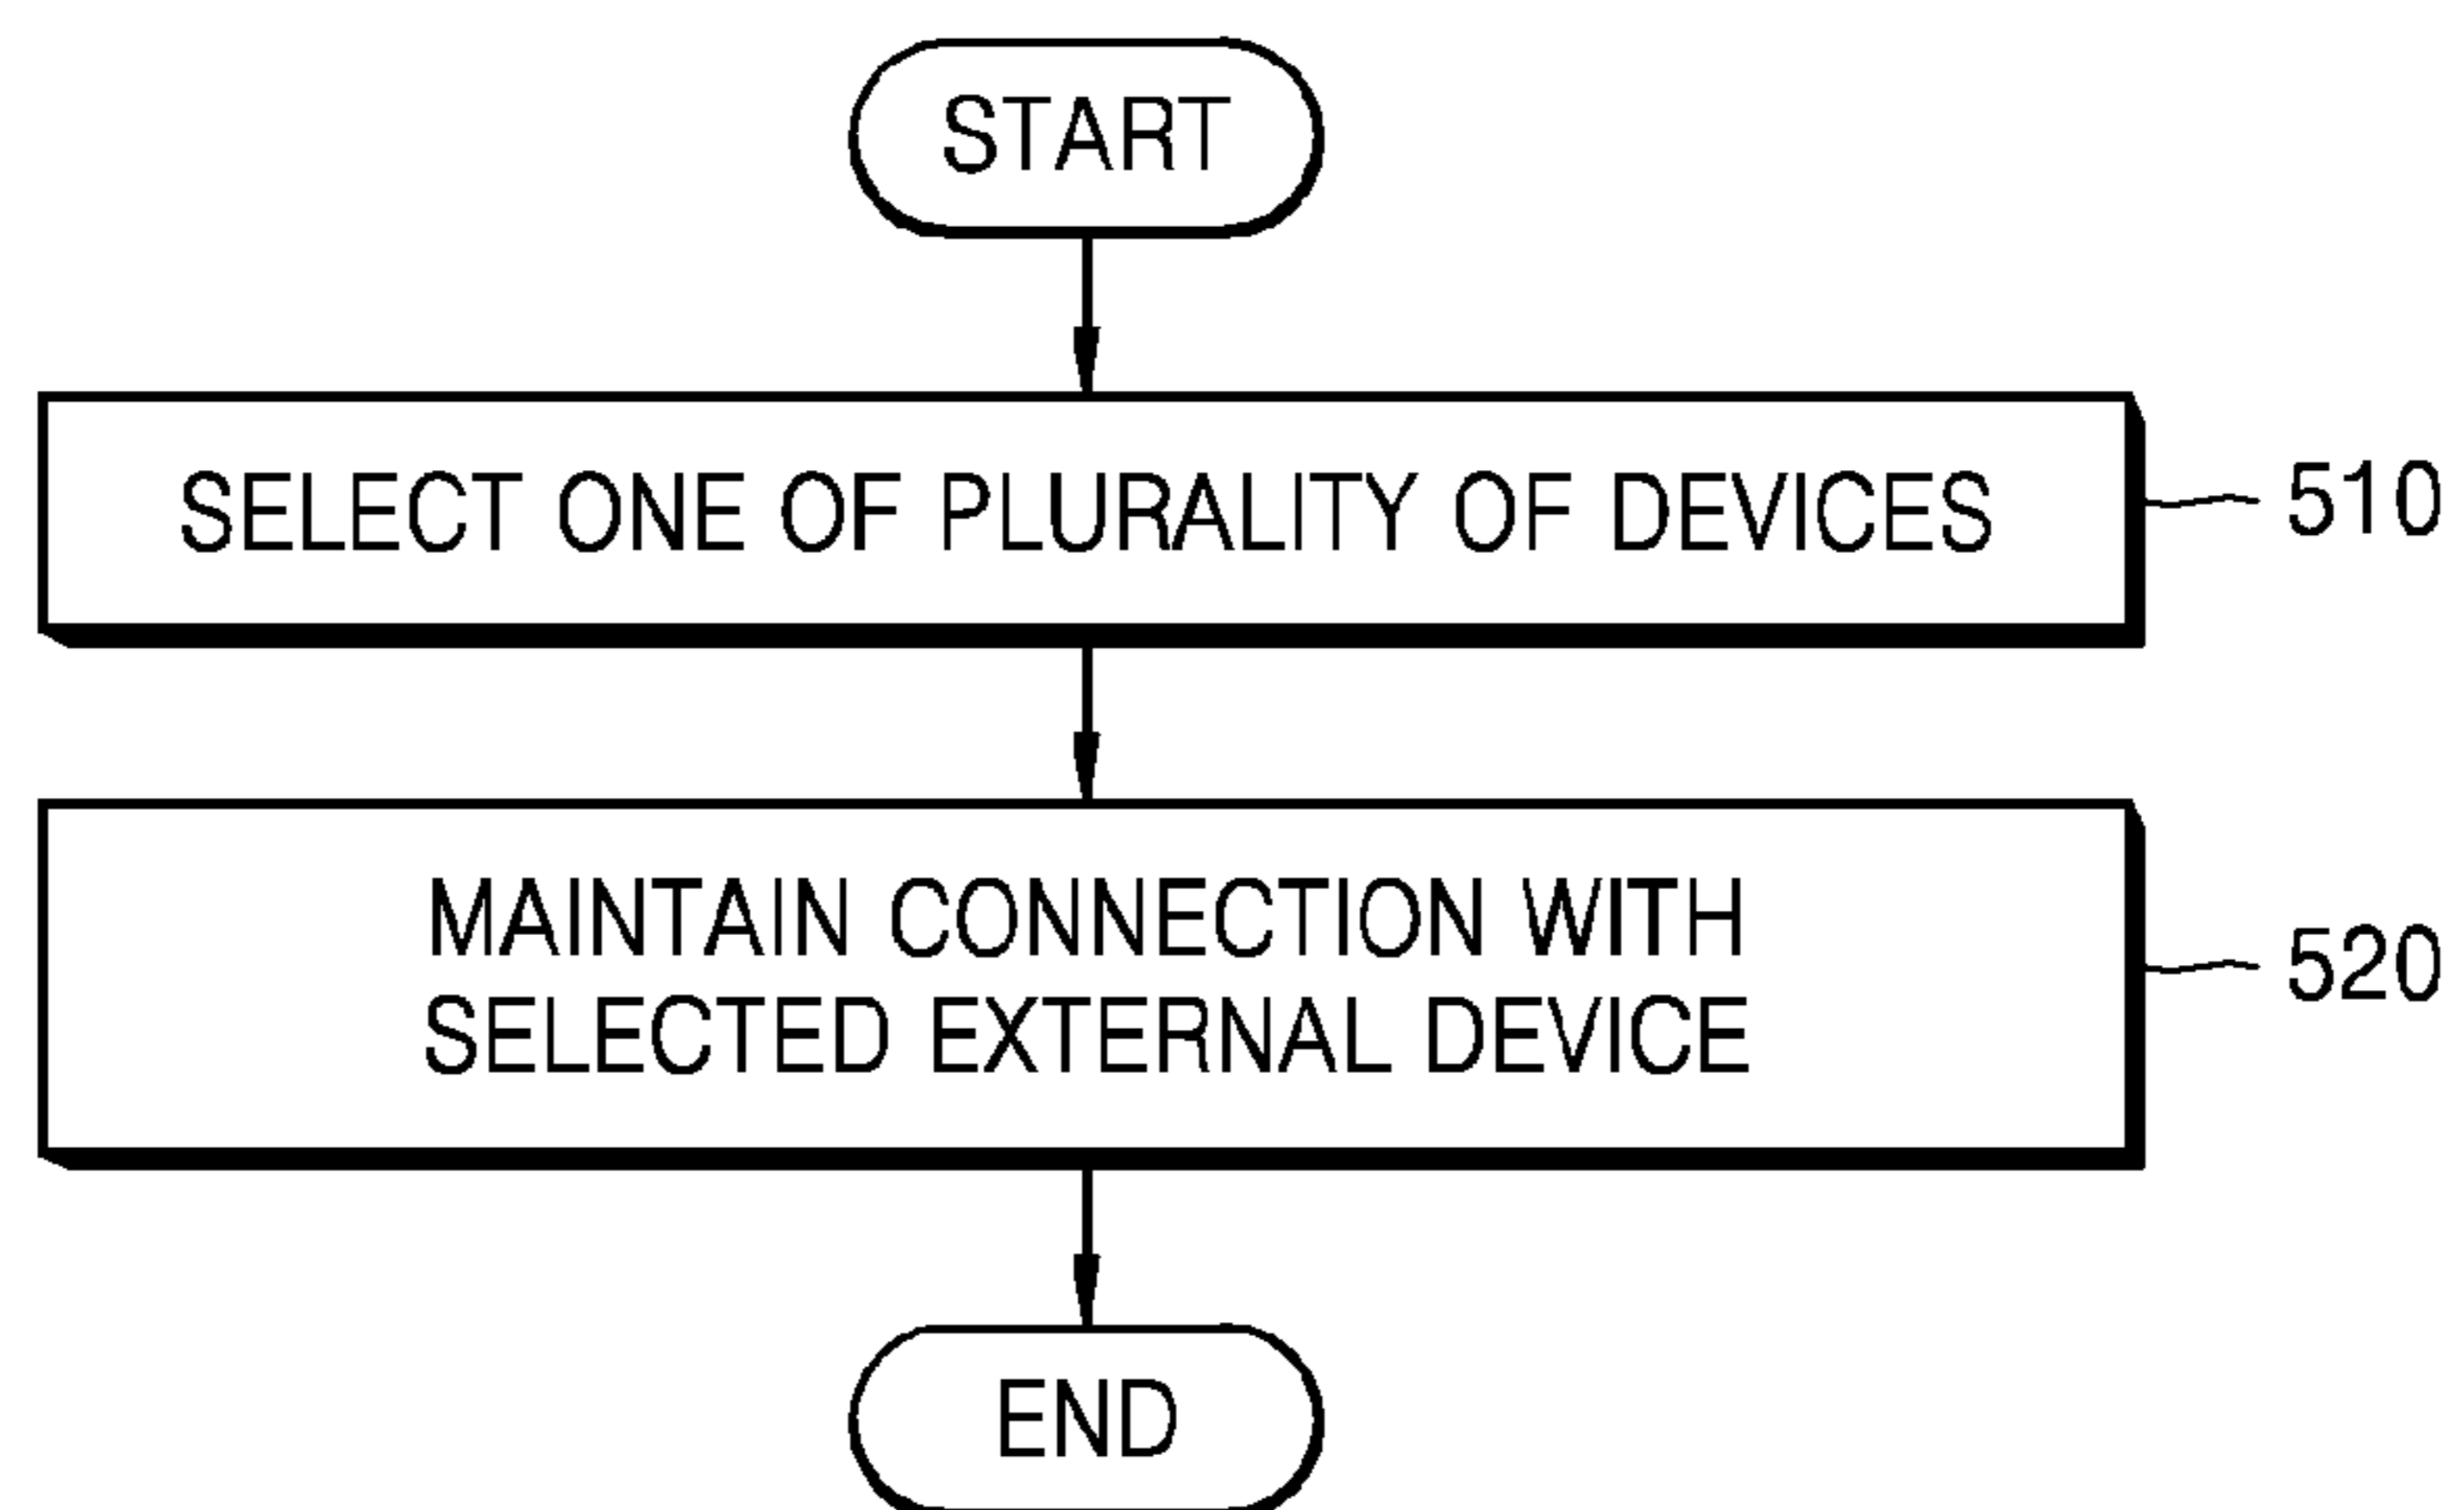 START
SELECT ONE OF PLURALITY OF DEVICES
510
MAINTAIN CONNECTION WITH
SELECTED EXTERNAL DEVICE
520
END